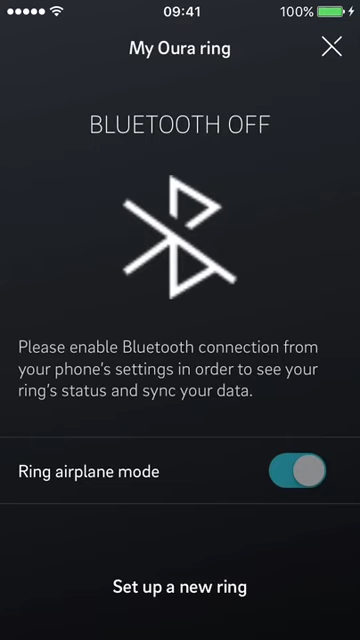 09:41
100%
My Oura ring
BLUETOOTH OFF
Please enable Bluetooth connection from
your phone's settings in order to see your
ring's status and sync your data.
Ring airplane mode
Set up a new ring